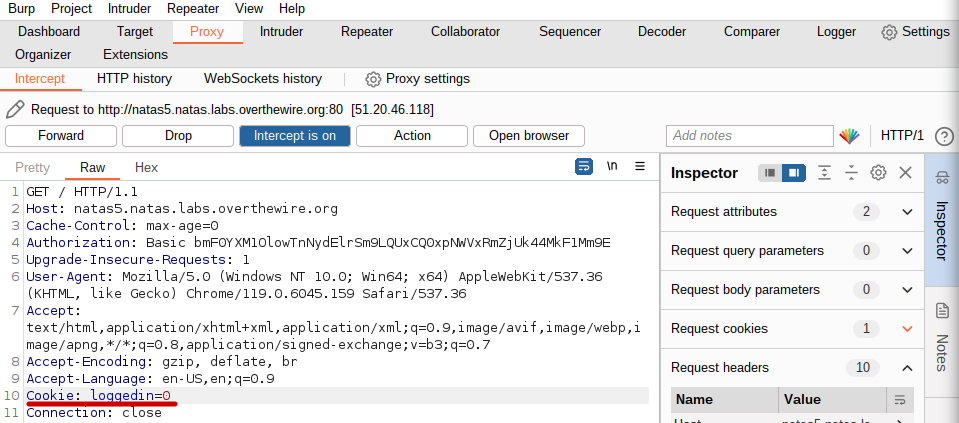 Burp Project Intruder Repeater View Help
Dashboard Target Proxy Intruder Repeater Collaborator Sequencer Decoder Comparer Logger Settings
Organizer Extensions
Intercept HTTP history WebSockets history Proxy settings
Request to http://natas5.natas.labs.overthewire.org:80 [51.20.46.118]
Forward Drop Intercept is on Action Open browser Add notes HTTP/1
Pretty Raw Hex \n
Inspector
1 GET / HTTP/1.1
2 Host: natas5.natas.labs.overthewire.org
3 Cache-Control: max-age=0
4 Authorization: Basic bmF0YXM1OlowTnNydElrSm9LQUxCQ0xpNWVxRmZjUk44MkF1Mm9E
5 Upgrade-Insecure-Requests: 1
6 User-Agent: Mozilla/5.0 (Windows NT 10.0; Win64; x64) AppleWebKit/537.36
(KHTML, like Gecko) Chrome/119.0.6045.159 Safari/537.36
7 Accept:
text/html,application/xhtml+xml,application/xml;q=0.9,image/avif,image/webp,i
mage/apng,*/*;q=0.8,application/signed-exchange;v=b3;q=0.7
8 Accept-Encoding: gzip, deflate, br
9 Accept-Language: en-US,en;q=0.9
10 Cookie: loggedin=0
11 Connection: close
Request attributes 2
Request query parameters 0
Request body parameters 0
Request cookies 1
Request headers 10
Name Value
Inspector
Notes